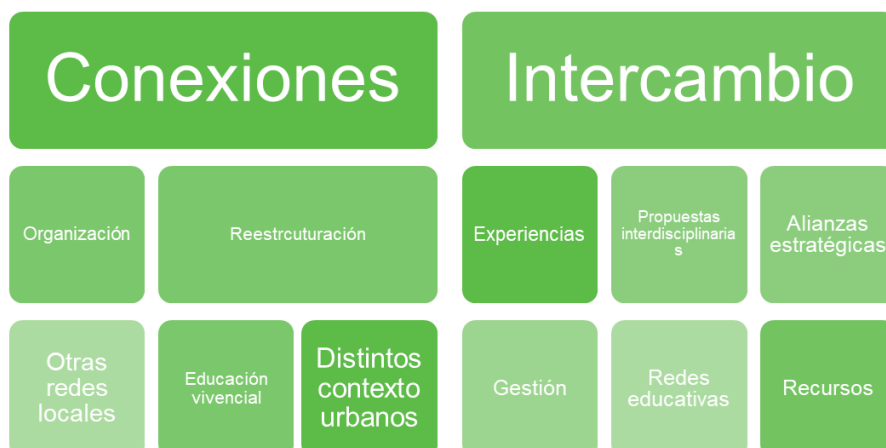 Conexiones
Intercambio
Organización
Reestrcuturación
Experiencias
Propuestas
interdisciplinaria
s
Alianzas
estratégicas
Otras
redes
locales
Educación
vivencial
Distintos
contexto
urbanos
Gestión
Redes
educativas
Recursos